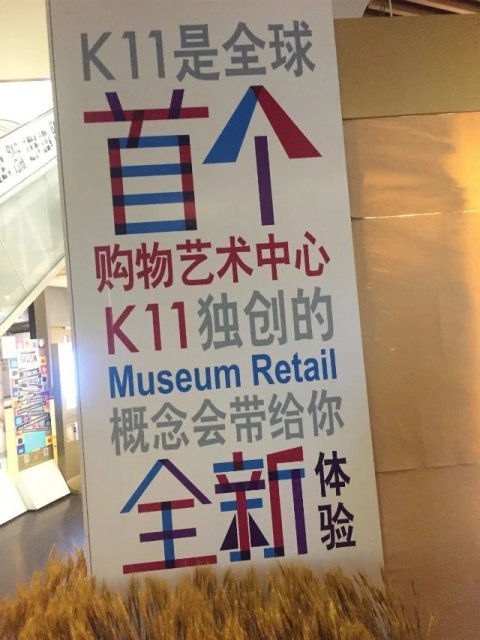 K11是全球
首个
购物艺术中心
K11独创的
Museum Retail
概念会带给你
全新体验